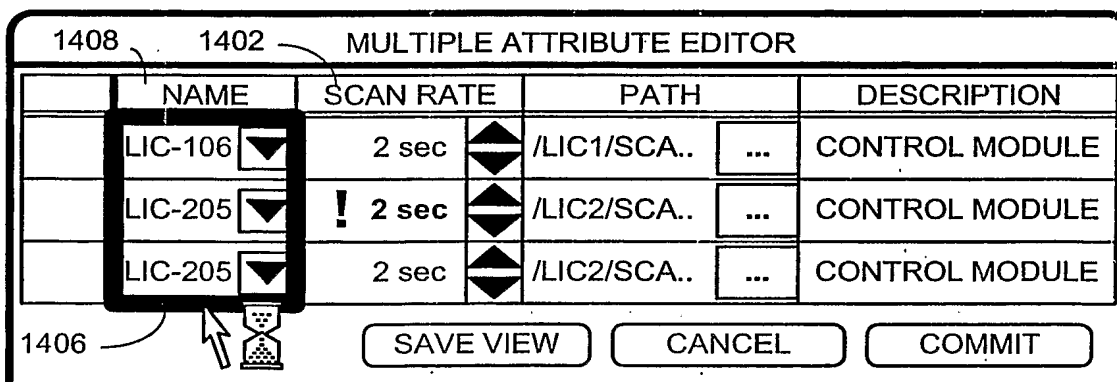 1408 1402 MULTIPLE ATTRIBUTE EDITOR
NAME SCAN RATE PATH DESCRIPTION
LIC-106 2 sec /LIC1/SCA.. ... CONTROL MODULE
LIC-205 ! 2 sec /LIC2/SCA.. ... CONTROL MODULE
LIC-205 2 sec /LIC2/SCA.. ... CONTROL MODULE
1406 SAVE VIEW CANCEL COMMIT